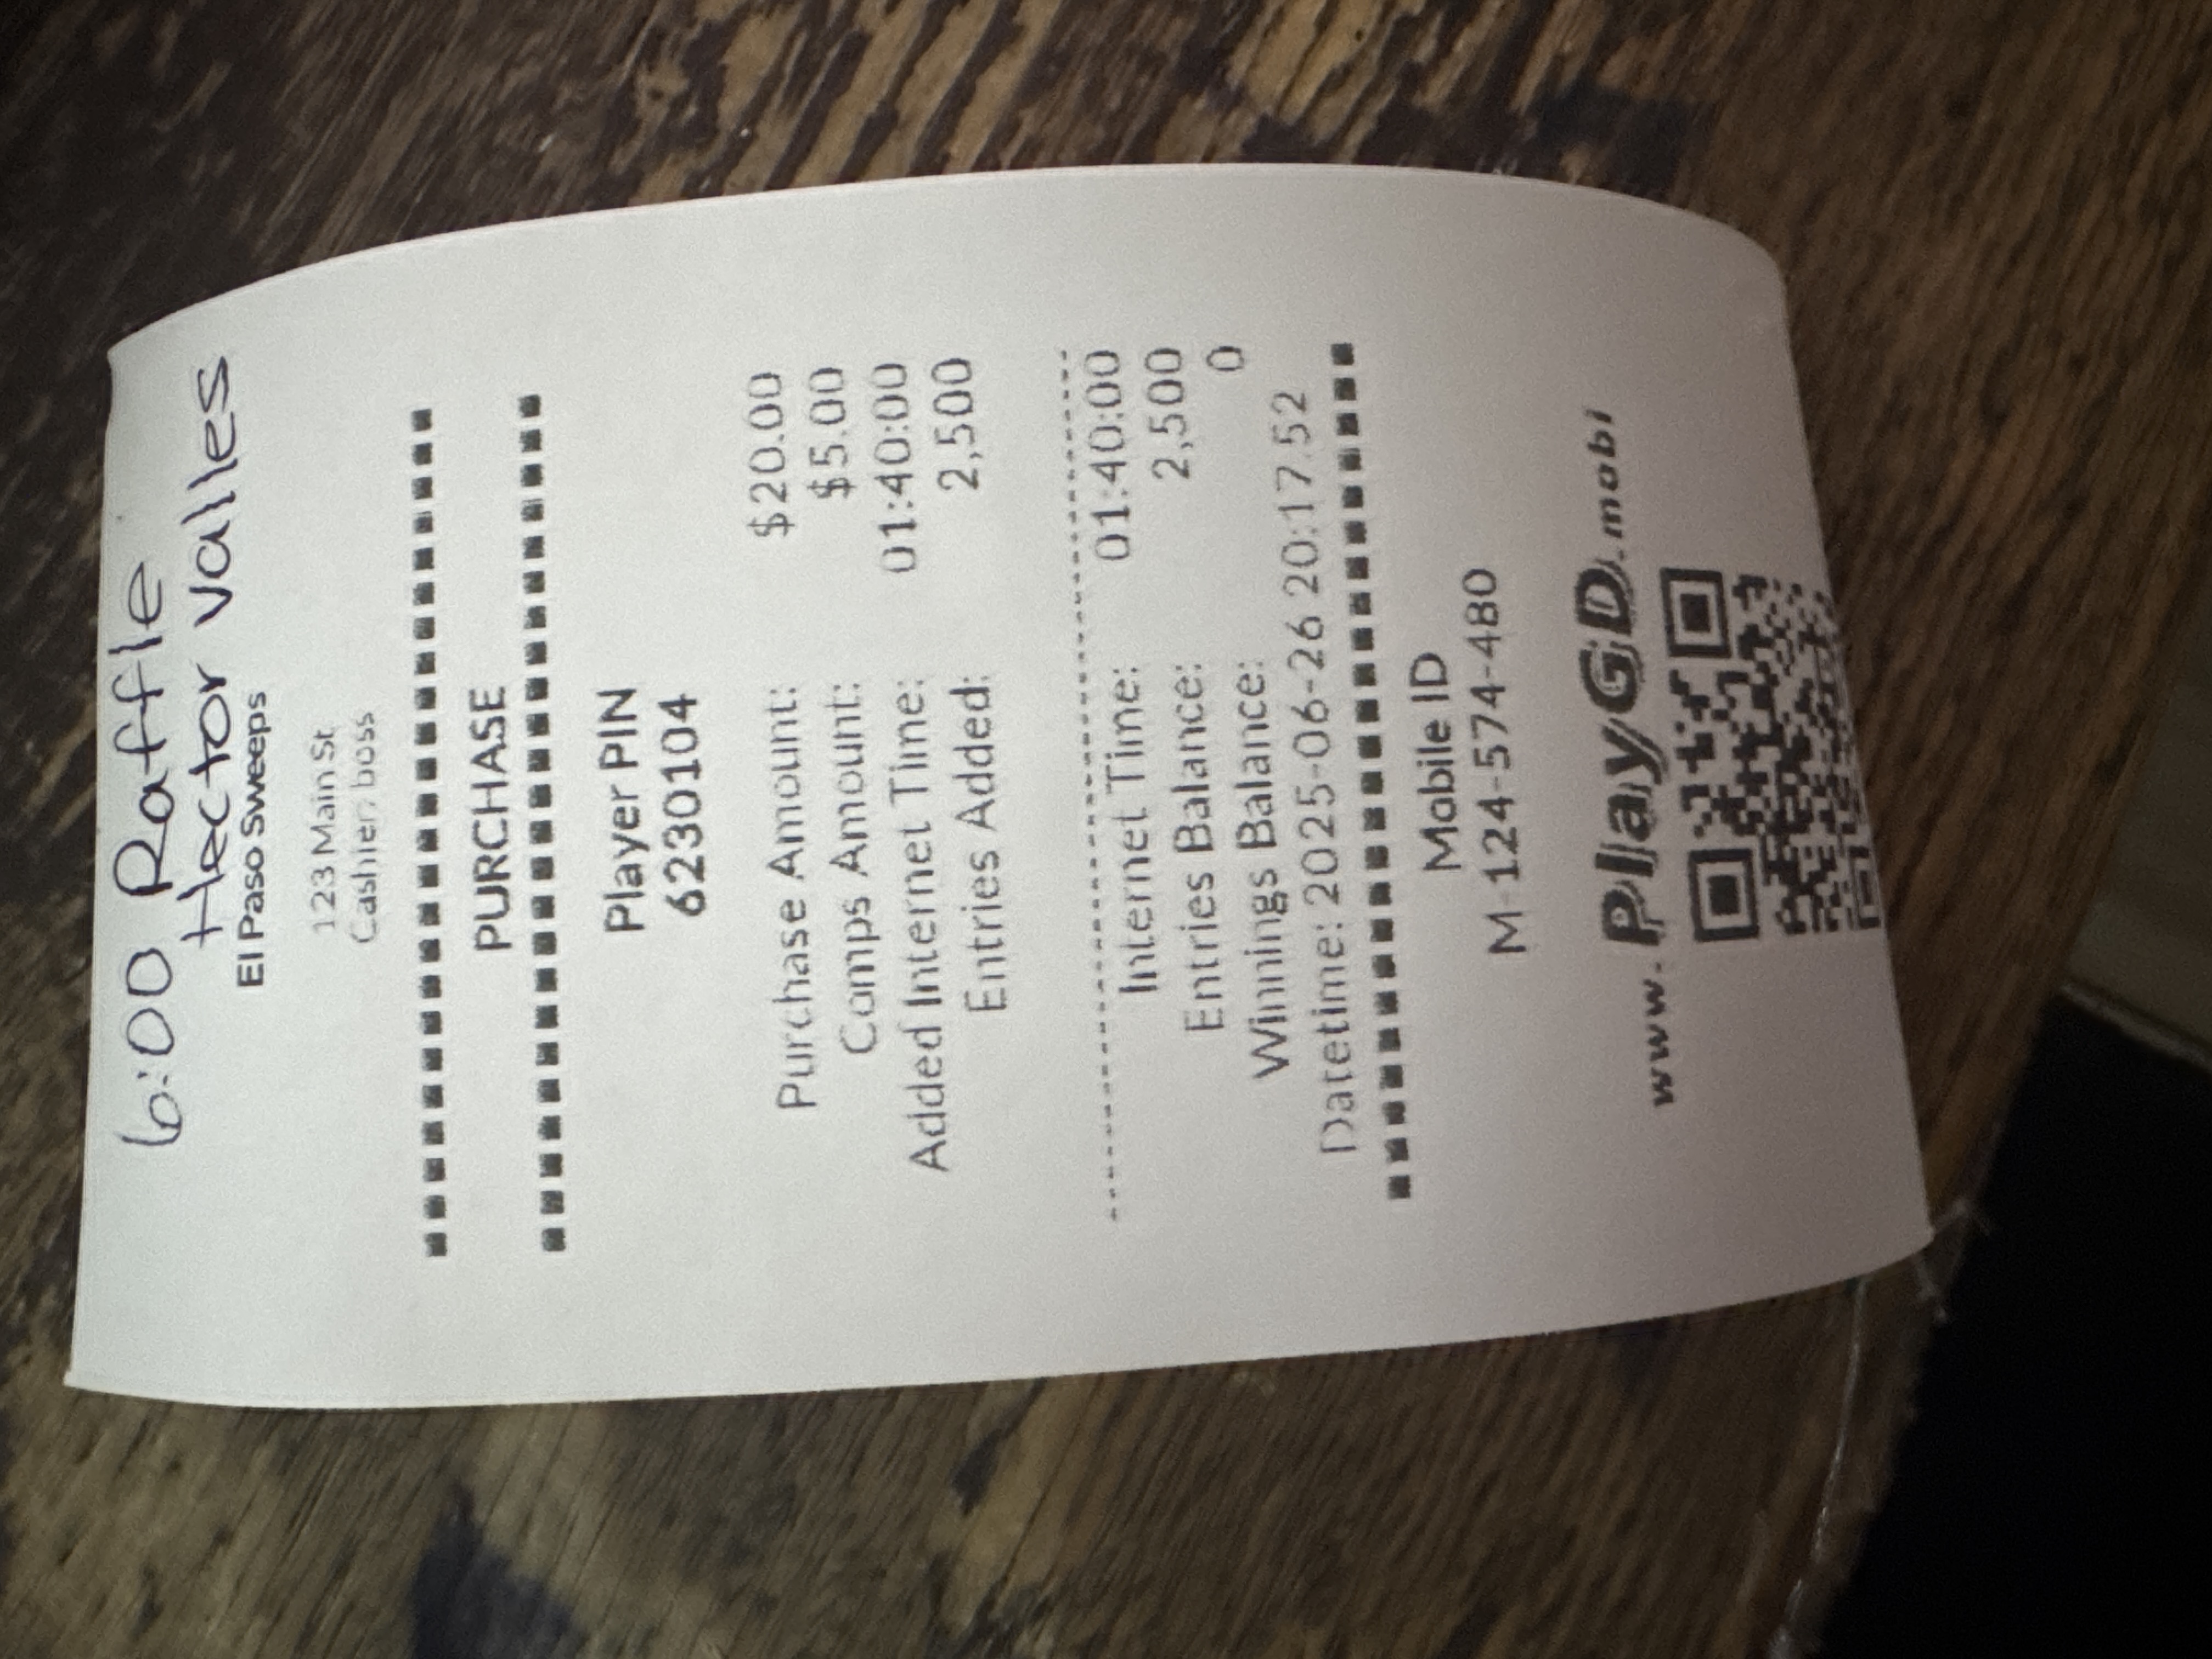 6:00 Raffle
Hector Valles
El Paso Sweeps
123 Main St
Cashier: boss
PURCHASE
Player PIN
6230104
Purchase Amount: $20.00
Comps Amount: $5.00
Added Internet Time: 01:40:00
Entries Added: 2,500
Internet Time: 01:40:00
Entries Balance: 2,500
Winnings Balance: 0
Datetime: 2025-06-26 20:17:52
Mobile ID
M-124-574-480
www.PlayGD.mobi